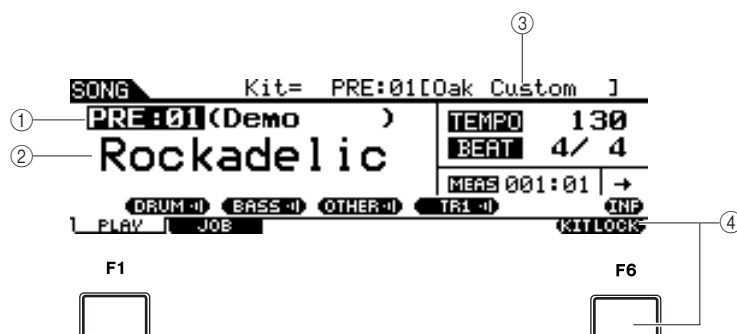 ③
SONG Kit= PRE:01[Oak Custom ]
① PRE:01(Demo ) TEMPO 130
② Rockadelic BEAT 4/ 4
MEAS 001:01 →
DRUM BASS OTHER TR1 INF
PLAY JOB KITLOCK ④
F1 F6